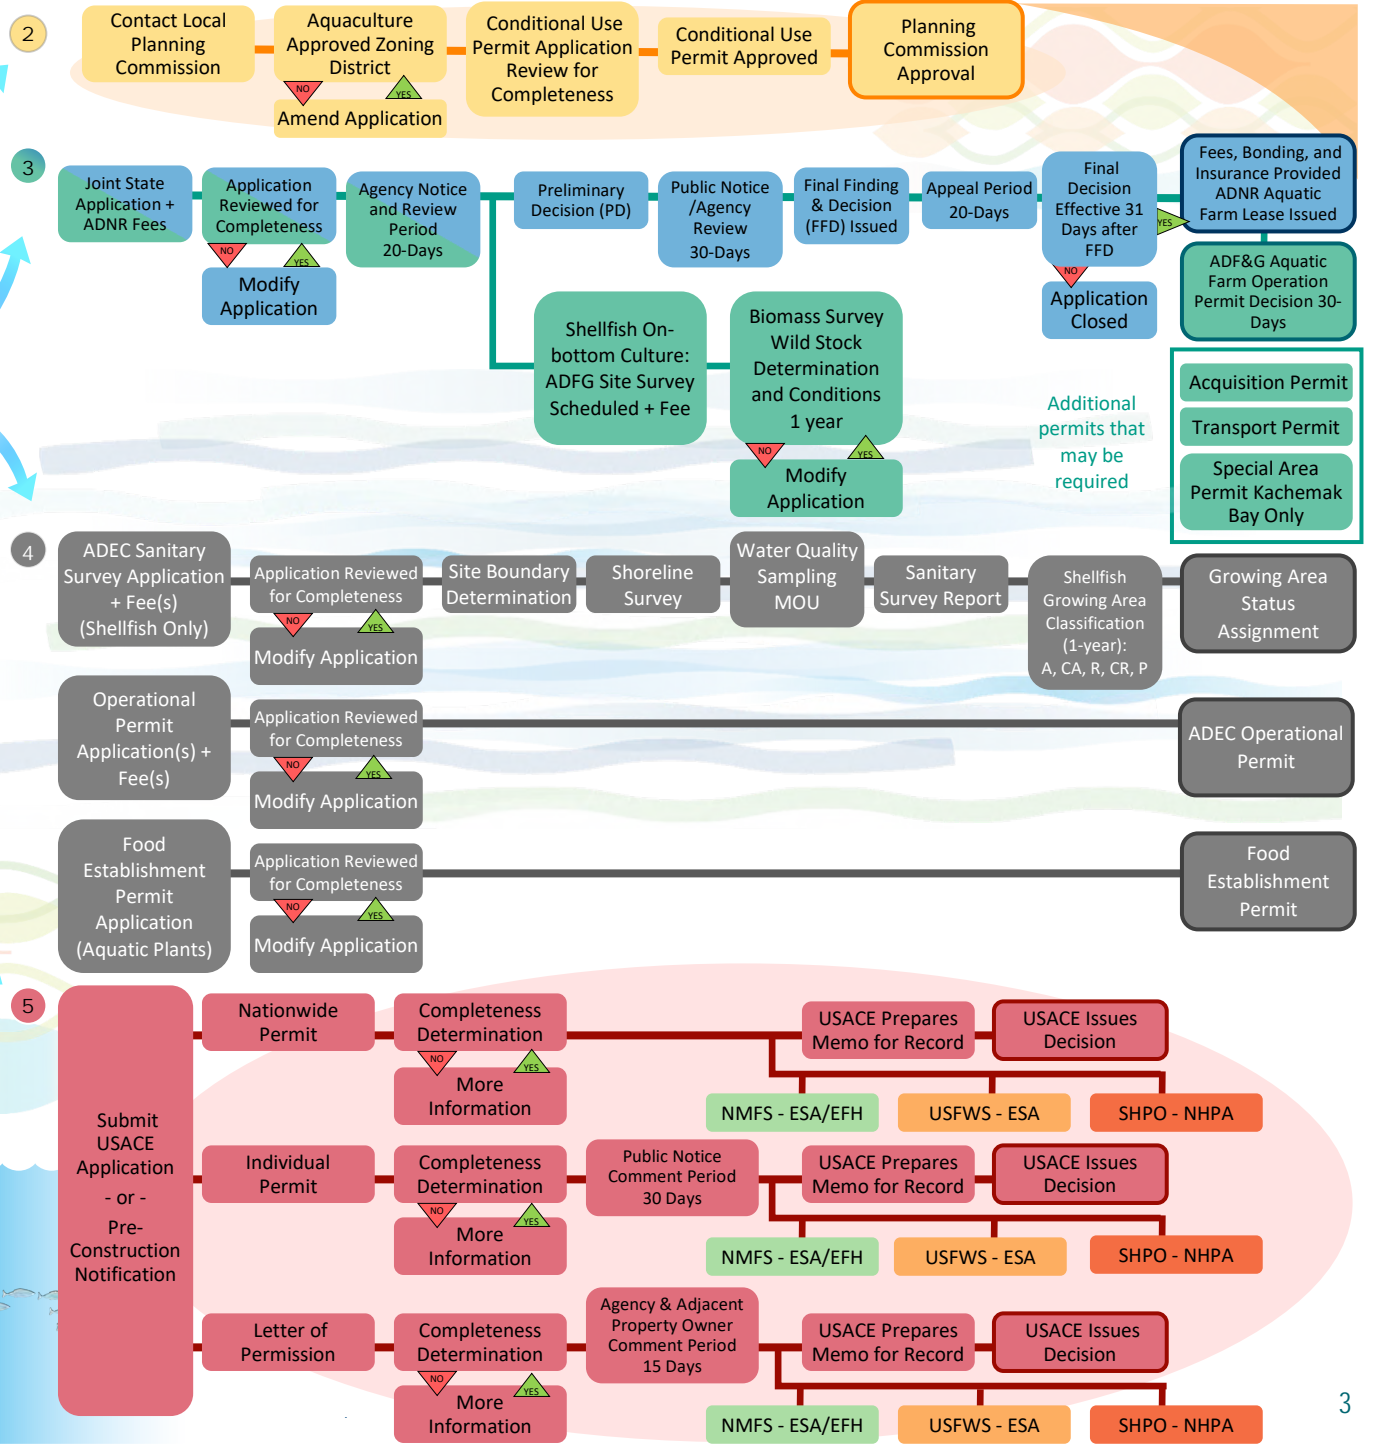 2
Contact Local
Planning
Commission
Aquaculture
Approved Zoning
District
NO
YES
Amend Application
Conditional Use
Permit Application
Review for
Completeness
Conditional Use
Permit Approved
Planning
Commission
Approval
3
Joint State
Application +
ADNR Fees
Application
Reviewed for
Completeness
NO
YES
Modify
Application
Agency Notice
and Review
Period
20-Days
Preliminary
Decision (PD)
Public Notice
/Agency
Review
30-Days
Final Finding
& Decision
(FFD) Issued
Appeal Period
20-Days
Final
Decision
Effective 31
Days after
FFD
YES
NO
Application
Closed
Fees, Bonding, and
Insurance Provided
ADNR Aquatic
Farm Lease Issued
ADF&G Aquatic
Farm Operation
Permit Decision 30-
Days
Shellfish On-
bottom Culture:
ADFG Site Survey
Scheduled + Fee
Biomass Survey
Wild Stock
Determination
and Conditions
1 year
NO
YES
Modify
Application
Additional
permits that
may be
required
Acquisition Permit
Transport Permit
Special Area
Permit Kachemak
Bay Only
4
ADEC Sanitary
Survey Application
+ Fee(s)
(Shellfish Only)
Application Reviewed
for Completeness
NO
YES
Modify Application
Site Boundary
Determination
Shoreline
Survey
Water Quality
Sampling
MOU
Sanitary
Survey Report
Shellfish
Growing Area
Classification
(1-year):
A, CA, R, CR, P
Growing Area
Status
Assignment
Operational
Permit
Application(s) +
Fee(s)
Application Reviewed
for Completeness
NO
YES
Modify Application
ADEC Operational
Permit
Food
Establishment
Permit
Application
(Aquatic Plants)
Application Reviewed
for Completeness
NO
YES
Modify Application
Food
Establishment
Permit
5
Submit
USACE
Application
- or -
Pre-
Construction
Notification
Nationwide
Permit
Completeness
Determination
NO
YES
More
Information
USACE Prepares
Memo for Record
USACE Issues
Decision
NMFS - ESA/EFH
USFWS - ESA
SHPO - NHPA
Individual
Permit
Completeness
Determination
NO
YES
More
Information
Public Notice
Comment Period
30 Days
USACE Prepares
Memo for Record
USACE Issues
Decision
NMFS - ESA/EFH
USFWS - ESA
SHPO - NHPA
Letter of
Permission
Completeness
Determination
NO
YES
More
Information
Agency & Adjacent
Property Owner
Comment Period
15 Days
USACE Prepares
Memo for Record
USACE Issues
Decision
NMFS - ESA/EFH
USFWS - ESA
SHPO - NHPA
3